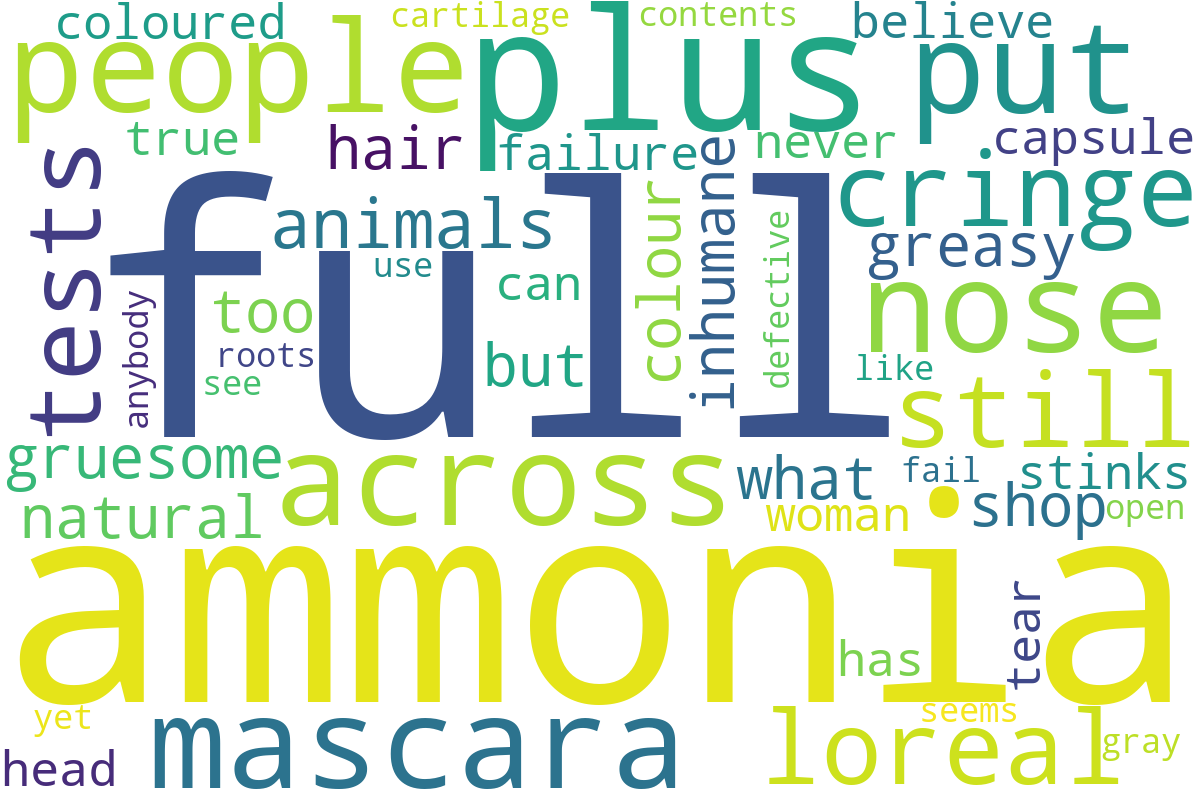 coloured
cartilage
contents
believe
people
plus
put
true
hair
failure
never
capsule
tests
full
animals
colour
inhumane
cringe
greasy
use
can
defective
nose
anybody
too
roots
see
but
like
still
gruesome
across
what
fail
stinks
natural
woman
shop
open
ammonia
tear
has
yet
mascara
seems
loreal
gray
head